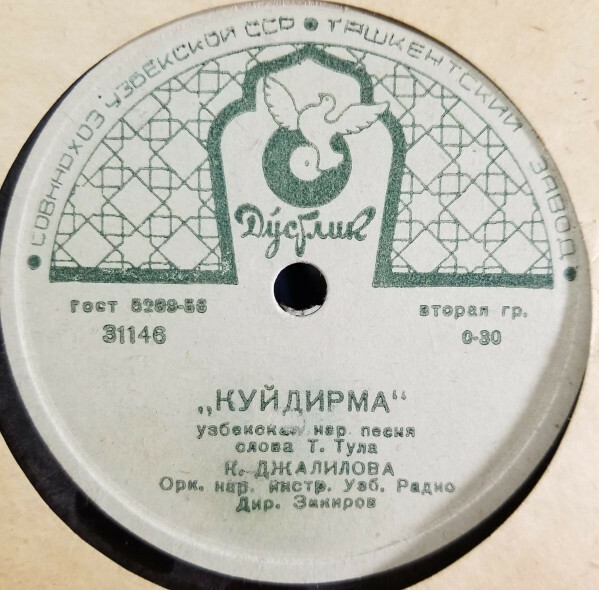 ● СОВНАРХОЗ УЗБЕКСКОЙ ССР ● ТАШКЕНТСКИЙ ЗАВОД ●
Дўстлик
Гост 5289-56
31146
вторая гр.
0-30
„КУЙДИРМА“
узбекская нар. песня
слова Т. Тула
К. ДЖАЛИЛОВА
Орк. нар. инстр. Узб. Радио
Дир. Закиров